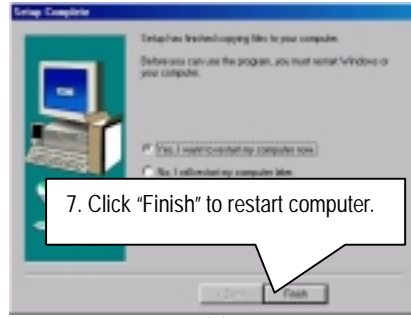 Setup Complete
Setup has finished copying files to your computer.
Before you can use the program, you must restart Windows or
your computer.
Yes, I want to restart my computer now.
No, I will restart my computer later.
7. Click “Finish” to restart computer.
< Back
Finish